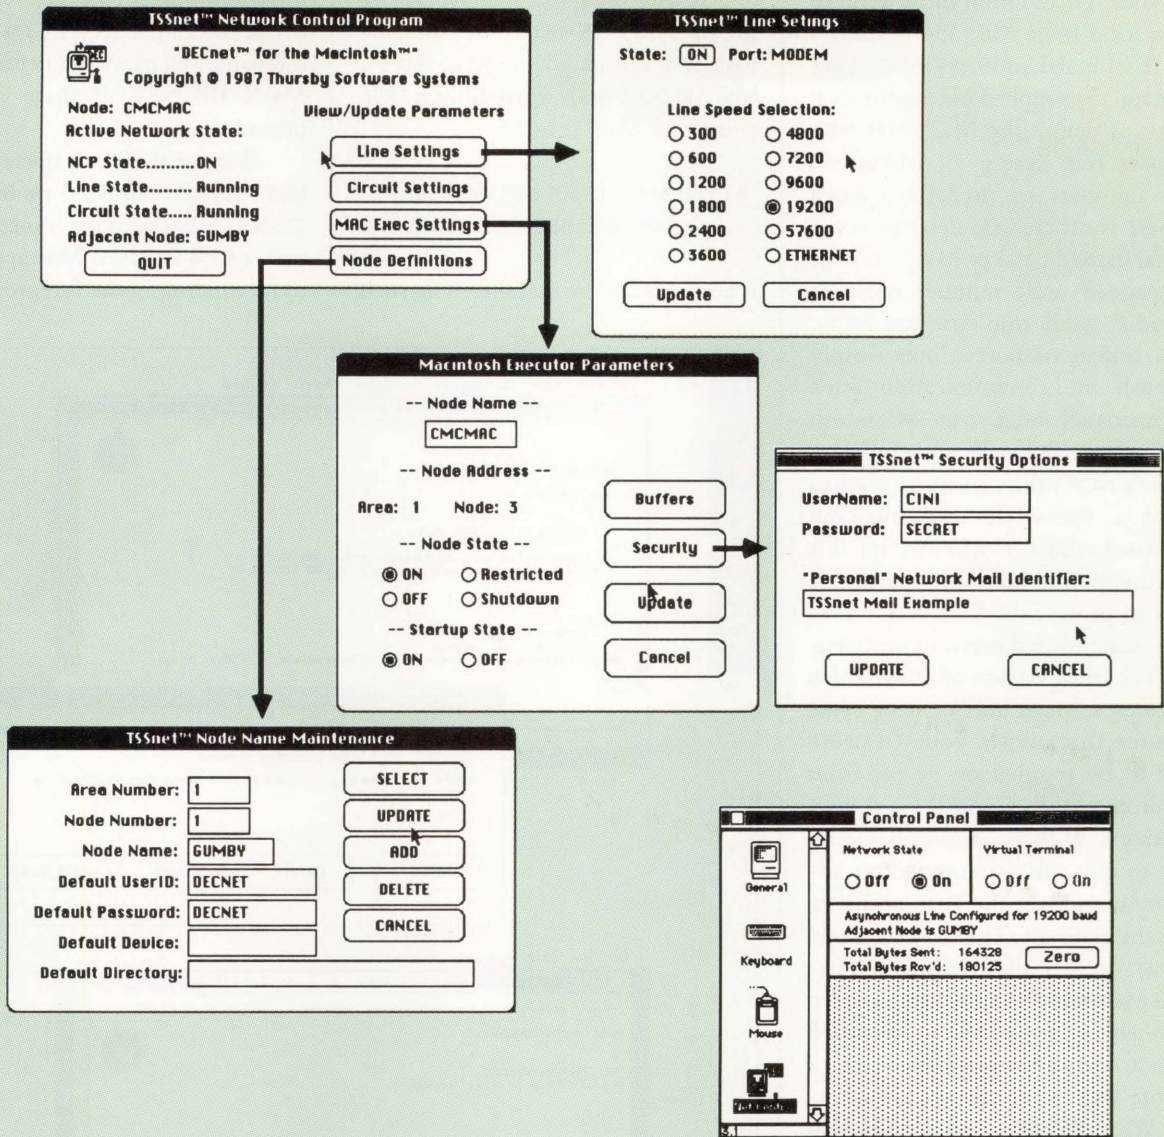 TSSnet™ Network Control Program
"DECnet™ for the Macintosh™"
Copyright @ 1987 Thursby Software Systems
Node: CMCMAC
View/Update Parameters
Active Network State:
NCP State.........ON
Line State......... Running
Circuit State..... Running
Adjacent Node: GUMBY
QUIT
Line Settings
Circuit Settings
MAC Exec Settings
Node Definitions
TSSnet™ Line Setings
State: ON Port: MODEM
Line Speed Selection:
300 4800
600 7200
1200 9600
1800 19200
2400 57600
3600 ETHERNET
Update Cancel
Macintosh Executor Parameters
-- Node Name --
CMCMAC
-- Node Address --
Area: 1 Node: 3
-- Node State --
ON Restricted
OFF Shutdown
-- Startup State --
ON OFF
Buffers
Security
Update
Cancel
TSSnet™ Security Options
UserName: CINI
Password: SECRET
"Personal" Network Mail Identifier:
TSSnet Mail Example
UPDATE CANCEL
TSSnet™ Node Name Maintenance
Area Number: 1
Node Number: 1
Node Name: GUMBY
Default UserID: DECNET
Default Password: DECNET
Default Device:
Default Directory:
SELECT
UPDATE
ADD
DELETE
CANCEL
Control Panel
General
Keyboard
Mouse
3.1
Network State
Off On
Virtual Terminal
Off On
Asynchronous Line Configured for 19200 baud
Adjacent Node is GUMBY
Total Bytes Sent: 164328
Total Bytes Rcv'd: 180125
Zero